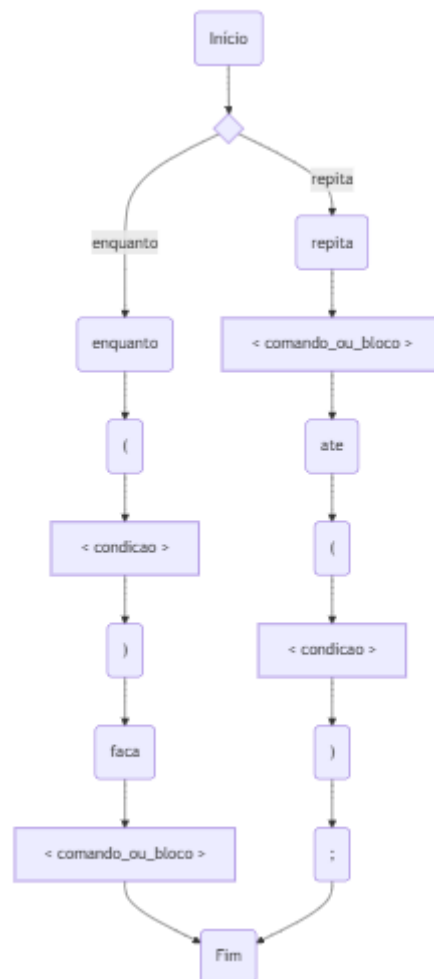 Início
enquanto
enquanto
(
< condicao >
)
faca
< comando_ou_bloco >
repita
repita
< comando_ou_bloco >
ate
(
< condicao >
)
;
Fim